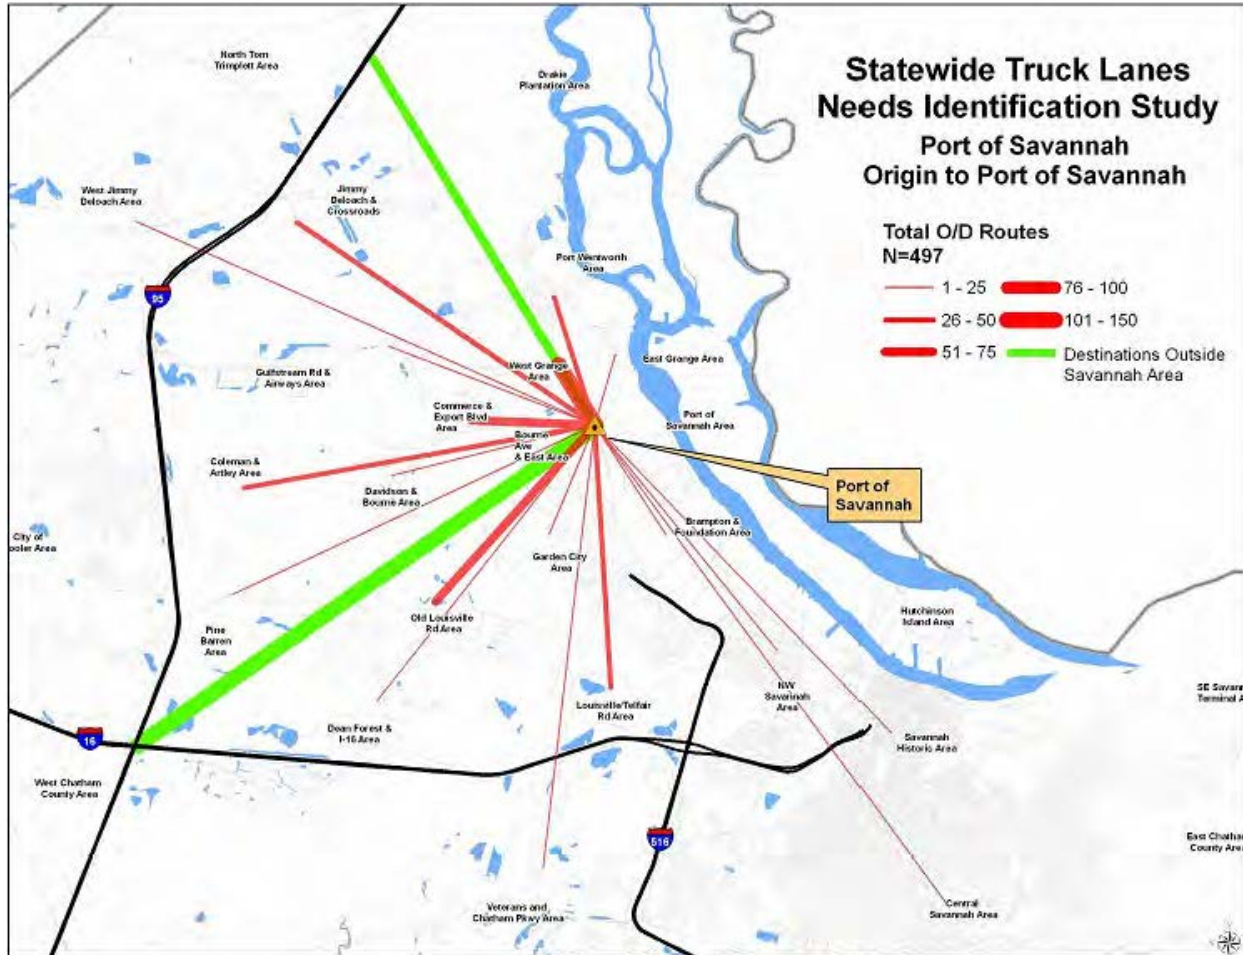 Statewide Truck Lanes
Needs Identification Study
Port of Savannah
Origin to Port of Savannah
Total O/D Routes
N=497
1 - 25
76 - 100
26 - 50
101 - 150
51 - 75
Destinations Outside
Savannah Area
North Tom
Trimplett Area
Drakie
Plantation Area
West Jimmy
Deloach Area
Jimmy
Deloach &
Crossroads
Port Wentworth
Area
95
West Grange
Area
East Grange Area
Gulfstream Rd &
Airways Area
Commerce &
Export Blvd
Area
Port of
Savannah Area
Bourne
Ave
& East Area
Coleman &
Artley Area
Davidson &
Bourne Area
Port of
Savannah
Brampton &
Foundation Area
City of
ooler Area
Garden City
Area
Hutchinson
Island Area
Old Louisville
Rd Area
Pine
Barren
Area
NW
Savannah
Area
SE Savann
Terminal A
Louisville/Telfair
Rd Area
Dean Forest &
I-16 Area
Savannah
Historic Area
16
West Chatham
County Area
516
East Chatha
County Area
Veterans and
Chatham Pkwy Area
Central
Savannah Area